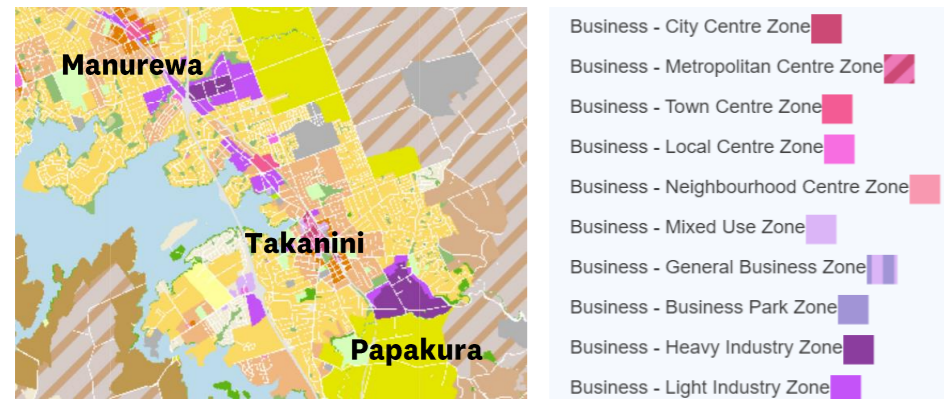 Manurewa
Takanini
Papakura
Business - City Centre Zone
Business - Metropolitan Centre Zone
Business - Town Centre Zone
Business - Local Centre Zone
Business - Neighbourhood Centre Zone
Business - Mixed Use Zone
Business - General Business Zone
Business - Business Park Zone
Business - Heavy Industry Zone
Business - Light Industry Zone